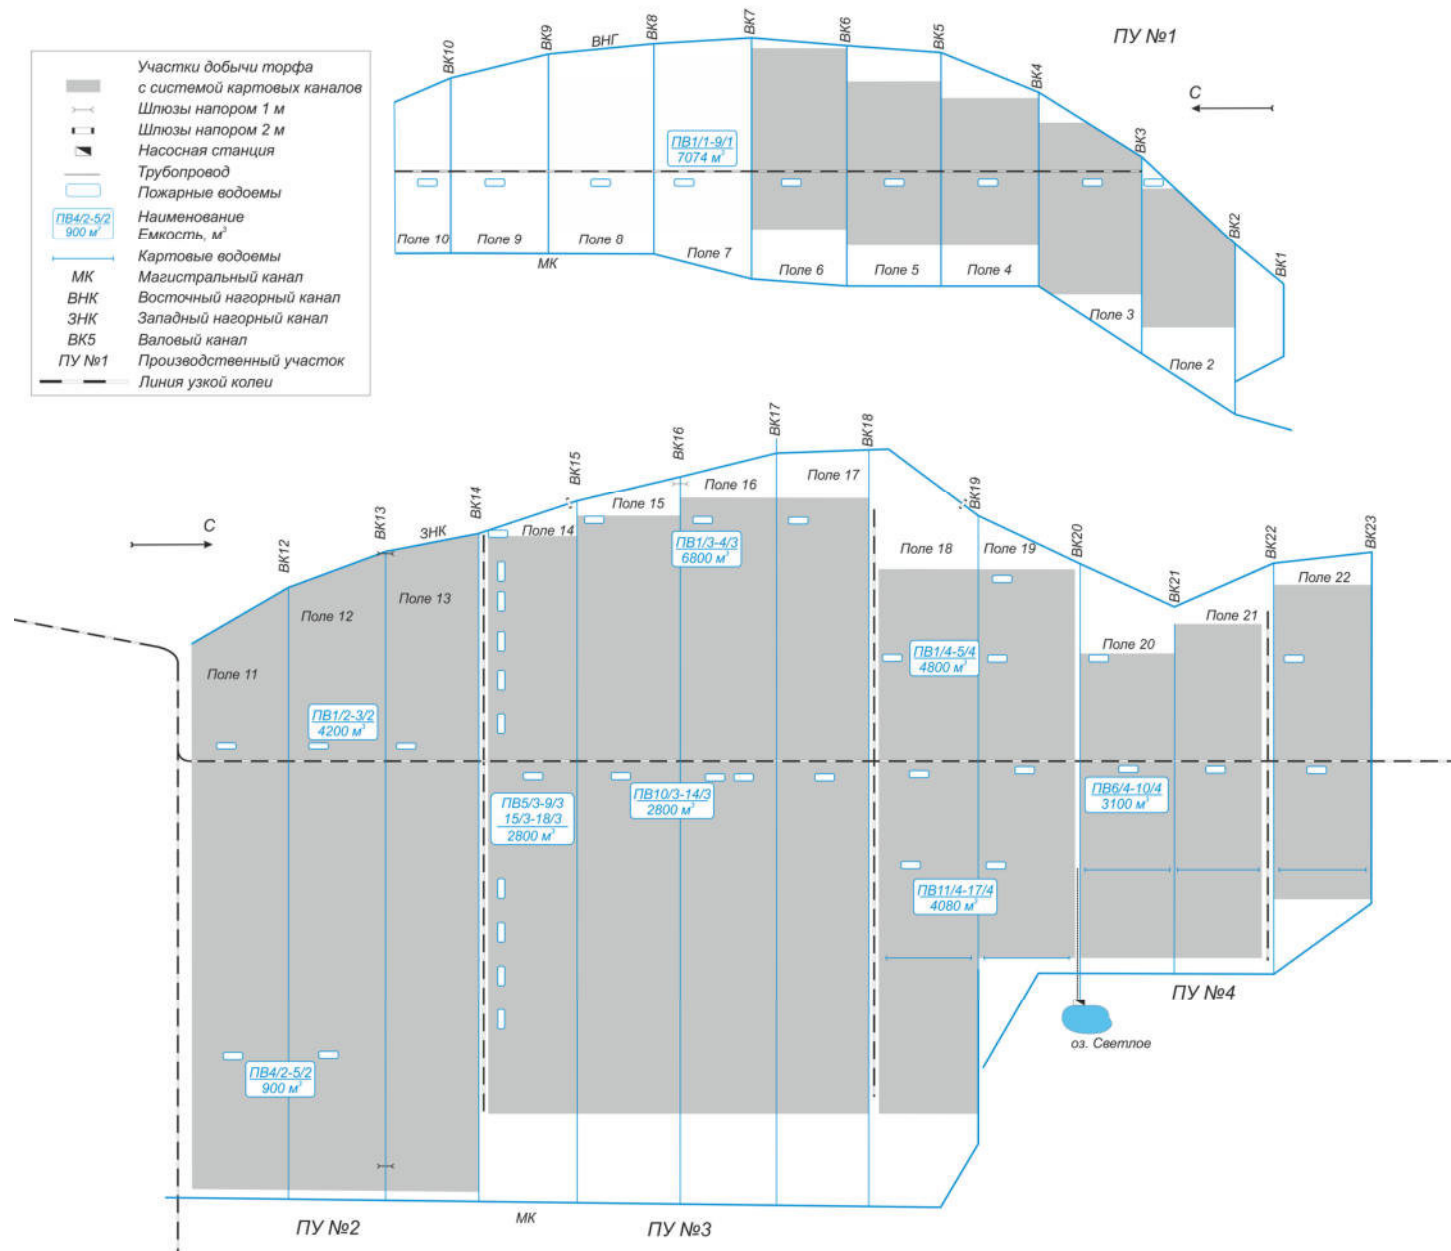 Участки добычи торфа
с системой картовых каналов
Шлюзы напором 1 м
Шлюзы напором 2 м
Насосная станция
Трубопровод
Пожарные водоемы
ПВ4/2-5/2
900 м³
Наименование
Емкость, м³
Картовые водоемы
МК Магистральный канал
ВНК Восточный нагорный канал
ЗНК Западный нагорный канал
ВК5 Валовый канал
ПУ №1 Производственный участок
Линия узкой колеи
ПУ №1
С
ВК10
ВК9
ВНГ
ВК8
ВК7
ВК6
ВК5
ВК4
ВК3
ВК2
ВК1
ПВ1/1-9/1
7074 м³
Поле 10
Поле 9
Поле 8
Поле 7
Поле 6
Поле 5
Поле 4
Поле 3
Поле 2
МК
С
ВК12
ВК13
ЗНК
ВК14
ВК15
ВК16
ВК17
ВК18
ВК19
ВК20
ВК21
ВК22
ВК23
Поле 11
Поле 12
Поле 13
Поле 14
Поле 15
Поле 16
Поле 17
Поле 18
Поле 19
Поле 20
Поле 21
Поле 22
ПВ1/3-4/3
6800 м³
ПВ1/4-5/4
4800 м³
ПВ1/2-3/2
4200 м³
ПВ5/3-9/3
15/3-18/3
2800 м³
ПВ10/3-14/3
2800 м³
ПВ6/4-10/4
3100 м³
ПВ11/4-17/4
4080 м³
ПВ4/2-5/2
900 м³
ПУ №4
оз. Светлое
ПУ №2
МК
ПУ №3